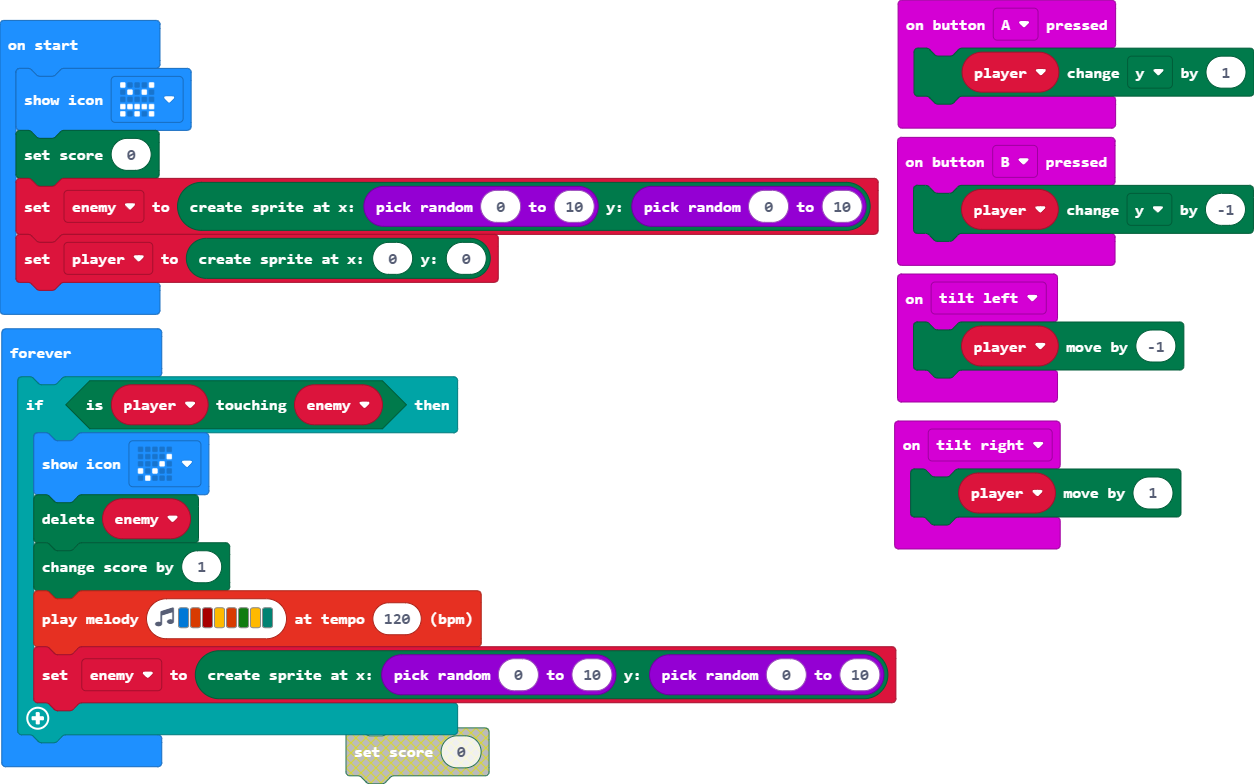 on start
show icon
set score 0
set enemy to create sprite at x: pick random 0 to 10 y: pick random 0 to 10
set player to create sprite at x: 0 y: 0
forever
if is player touching enemy then
show icon
delete enemy
change score by 1
play melody at tempo 120 (bpm)
set enemy to create sprite at x: pick random 0 to 10 y: pick random 0 to 10
set score 0
on button A pressed
player change y by 1
on button B pressed
player change y by -1
on tilt left
player move by -1
on tilt right
player move by 1